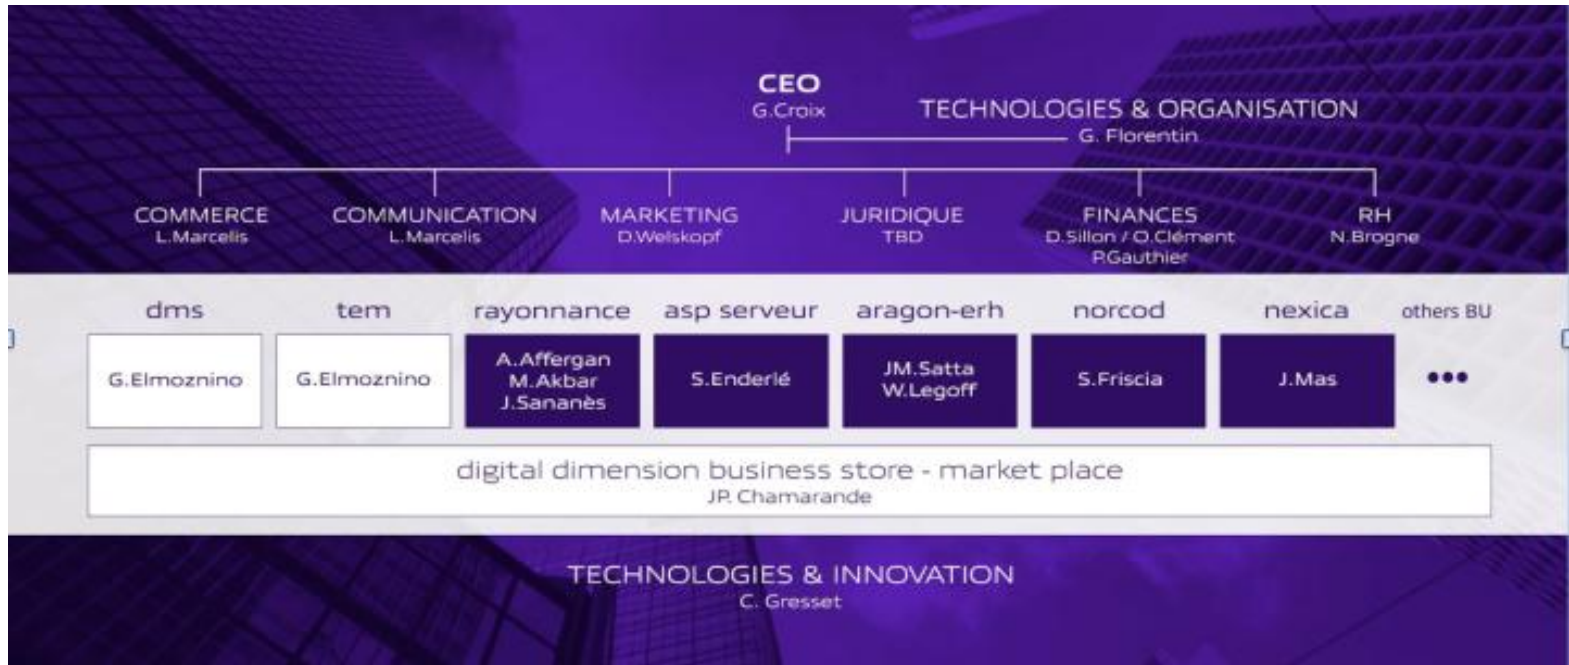 CEO
G.Croix
TECHNOLOGIES & ORGANISATION
G. Florentin
COMMERCE
L.Marcelis
COMMUNICATION
L.Marcelis
MARKETING
D.Welskopf
JURIDIQUE
TBD
FINANCES
D.Sillon / O.Clément
P.Gauthier
RH
N.Brogne
dms
G.Elmoznino
tem
G.Elmoznino
rayonnance
A.Affergan
M.Akbar
J.Sananès
asp serveur
S.Enderlé
aragon-erh
JM.Satta
W.Legoff
norcod
S.Friscia
nexica
J.Mas
others BU
•••
digital dimension business store - market place
JP. Chamarande
TECHNOLOGIES & INNOVATION
C. Gresset